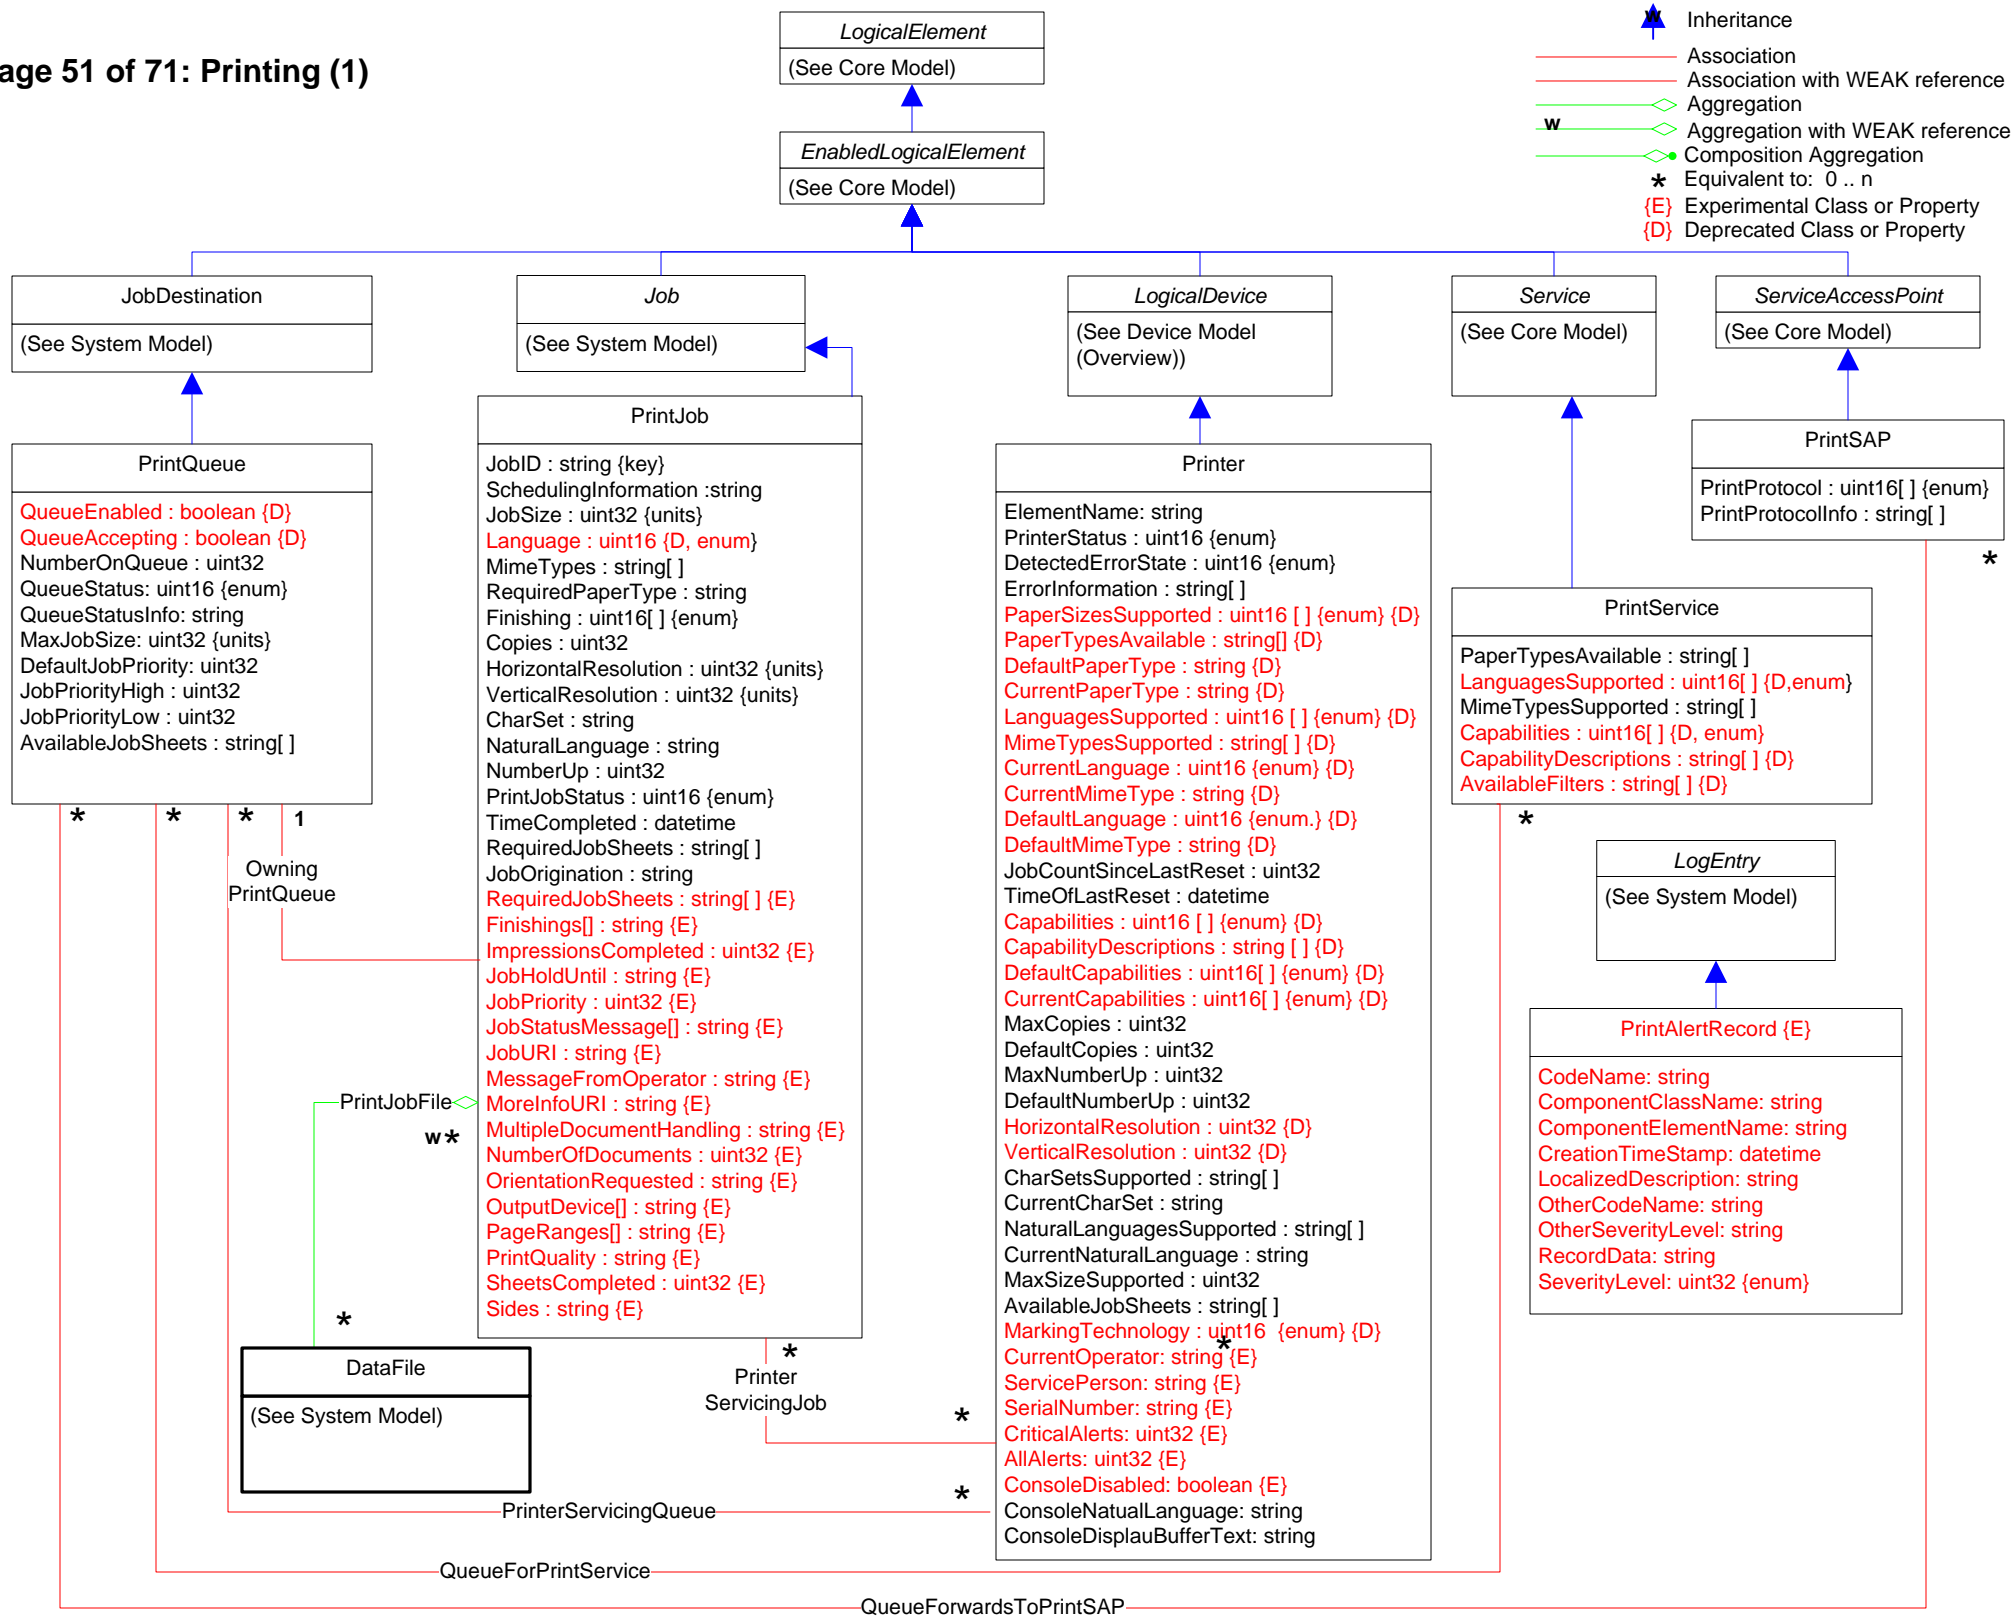 age 51 of 71: Printing (1)
LogicalElement
(See Core Model)
EnabledLogicalElement
(See Core Model)
w
Inheritance
Association
Association with WEAK reference
Aggregation
w
Aggregation with WEAK reference
Composition Aggregation
* Equivalent to: 0 .. n
{E} Experimental Class or Property
{D} Deprecated Class or Property
JobDestination
(See System Model)
Job
(See System Model)
LogicalDevice
(See Device Model
(Overview))
Service
(See Core Model)
ServiceAccessPoint
(See Core Model)
PrintQueue
QueueEnabled : boolean {D}
QueueAccepting : boolean {D}
NumberOnQueue : uint32
QueueStatus: uint16 {enum}
QueueStatusInfo: string
MaxJobSize: uint32 {units}
DefaultJobPriority: uint32
JobPriorityHigh : uint32
JobPriorityLow : uint32
AvailableJobSheets : string[ ]
* * * 1
Owning
PrintQueue
PrintJob
JobID : string {key}
SchedulingInformation :string
JobSize : uint32 {units}
Language : uint16 {D, enum}
MimeTypes : string[ ]
RequiredPaperType : string
Finishing : uint16[ ] {enum}
Copies : uint32
HorizontalResolution : uint32 {units}
VerticalResolution : uint32 {units}
CharSet : string
NaturalLanguage : string
NumberUp : uint32
PrintJobStatus : uint16 {enum}
TimeCompleted : datetime
RequiredJobSheets : string[ ]
JobOrigination : string
RequiredJobSheets : string[ ] {E}
Finishings[] : string {E}
ImpressionsCompleted : uint32 {E}
JobHoldUntil : string {E}
JobPriority : uint32 {E}
JobStatusMessage[] : string {E}
JobURI : string {E}
MessageFromOperator : string {E}
MoreInfoURI : string {E}
MultipleDocumentHandling : string {E}
NumberOfDocuments : uint32 {E}
OrientationRequested : string {E}
OutputDevice[] : string {E}
PageRanges[] : string {E}
PrintQuality : string {E}
SheetsCompleted : uint32 {E}
Sides : string {E}
PrintJobFile
w *
*
DataFile
(See System Model)
*
Printer
ServicingJob
*
Printer
ElementName: string
PrinterStatus : uint16 {enum}
DetectedErrorState : uint16 {enum}
ErrorInformation : string[ ]
PaperSizesSupported : uint16 [ ] {enum} {D}
PaperTypesAvailable : string[] {D}
DefaultPaperType : string {D}
CurrentPaperType : string {D}
LanguagesSupported : uint16 [ ] {enum} {D}
MimeTypesSupported : string[ ] {D}
CurrentLanguage : uint16 {enum} {D}
CurrentMimeType : string {D}
DefaultLanguage : uint16 {enum.} {D}
DefaultMimeType : string {D}
JobCountSinceLastReset : uint32
TimeOfLastReset : datetime
Capabilities : uint16 [ ] {enum} {D}
CapabilityDescriptions : string [ ] {D}
DefaultCapabilities : uint16[ ] {enum} {D}
CurrentCapabilities : uint16[ ] {enum} {D}
MaxCopies : uint32
DefaultCopies : uint32
MaxNumberUp : uint32
DefaultNumberUp : uint32
HorizontalResolution : uint32 {D}
VerticalResolution : uint32 {D}
CharSetsSupported : string[ ]
CurrentCharSet : string
NaturalLanguagesSupported : string[ ]
CurrentNaturalLanguage : string
MaxSizeSupported : uint32
AvailableJobSheets : string[ ]
MarkingTechnology : uint16 {enum} {D}
*
CurrentOperator: string {E}
ServicePerson: string {E}
SerialNumber: string {E}
CriticalAlerts: uint32 {E}
AllAlerts: uint32 {E}
ConsoleDisabled: boolean {E}
ConsoleNatualLanguage: string
ConsoleDisplauBufferText: string
PrintSAP
PrintProtocol : uint16[ ] {enum}
PrintProtocolInfo : string[ ]
*
PrintService
PaperTypesAvailable : string[ ]
LanguagesSupported : uint16[ ] {D,enum}
MimeTypesSupported : string[ ]
Capabilities : uint16[ ] {D, enum}
CapabilityDescriptions : string[ ] {D}
AvailableFilters : string[ ] {D}
*
LogEntry
(See System Model)
PrintAlertRecord {E}
CodeName: string
ComponentClassName: string
ComponentElementName: string
CreationTimeStamp: datetime
LocalizedDescription: string
OtherCodeName: string
OtherSeverityLevel: string
RecordData: string
SeverityLevel: uint32 {enum}
*
PrinterServicingQueue
QueueForPrintService
QueueForwardsToPrintSAP